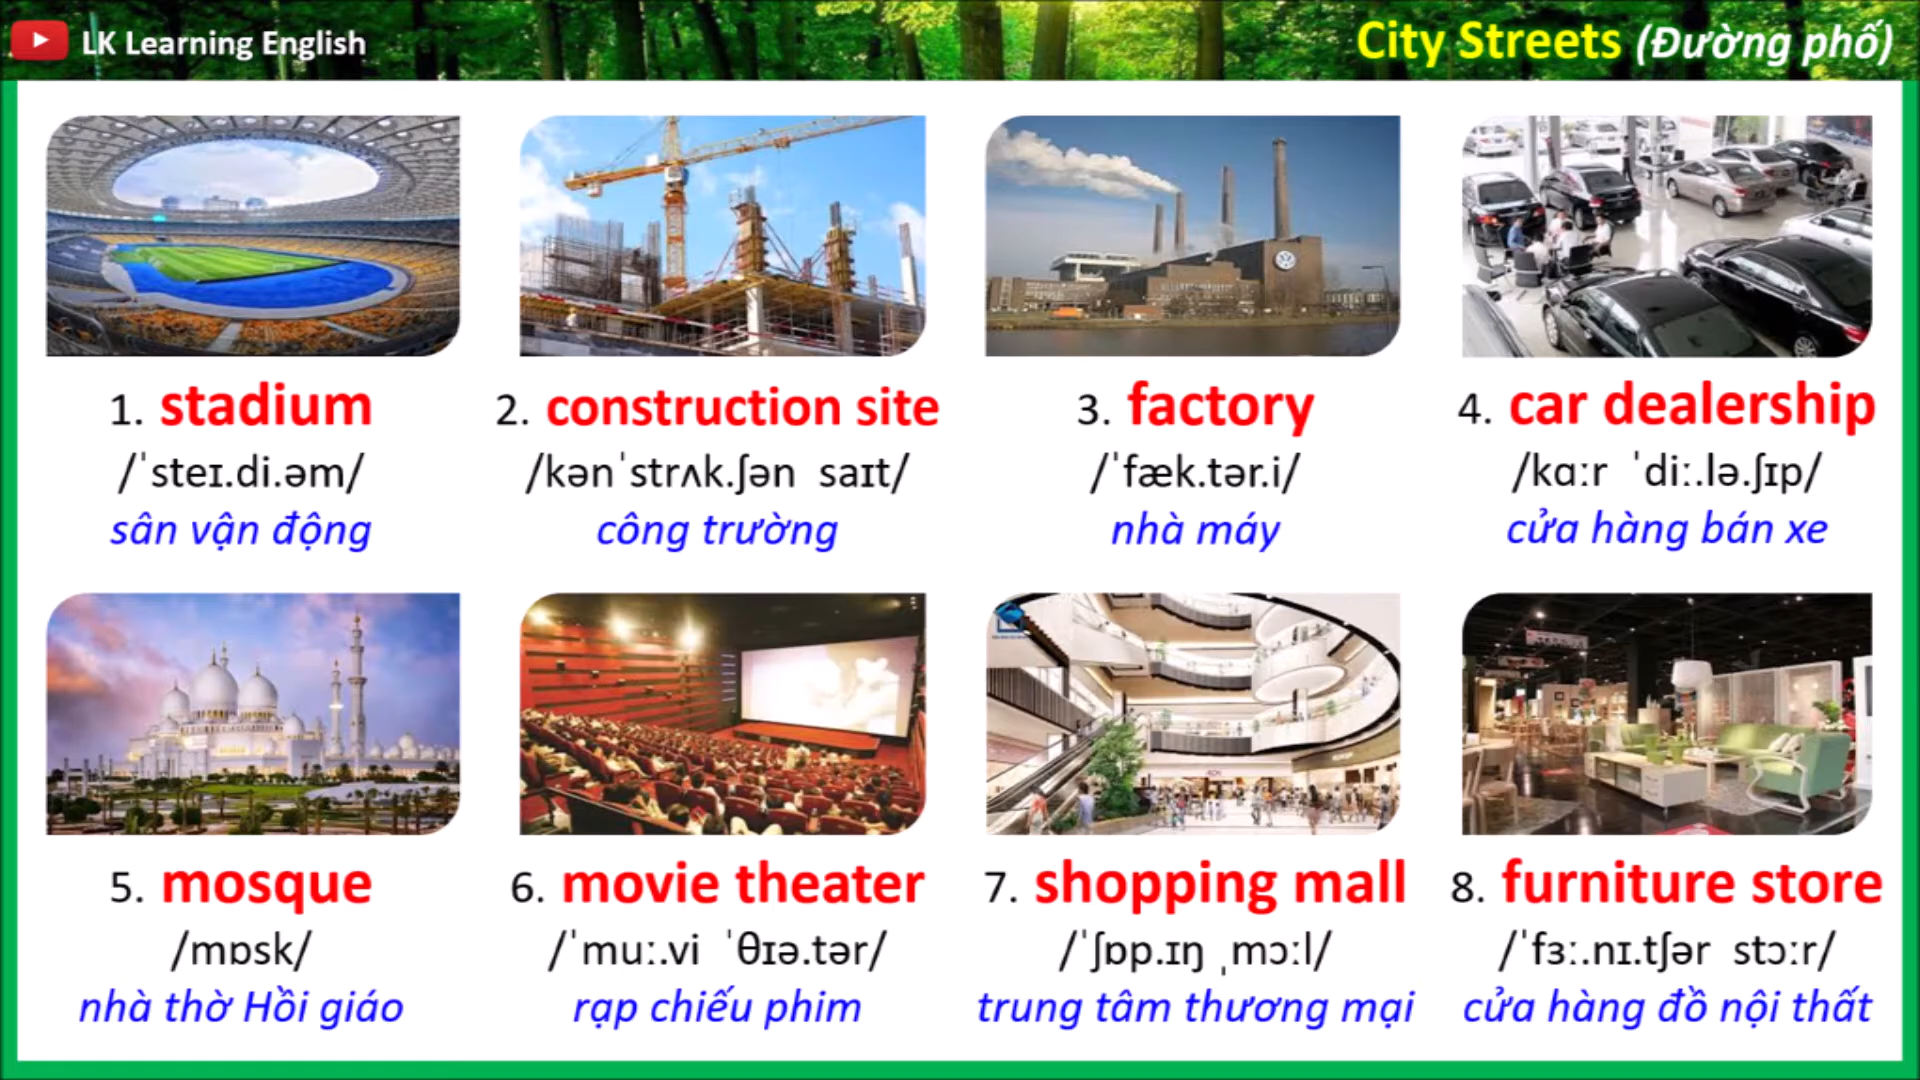 LK Learning English
City Streets (Đường phố)
1. stadium
/ˈsteɪ.di.əm/
sân vận động
2. construction site
/kənˈstrʌk.ʃən saɪt/
công trường
3. factory
/ˈfæk.tər.i/
nhà máy
4. car dealership
/kɑːr ˈdiː.lə.ʃɪp/
cửa hàng bán xe
5. mosque
/mɒsk/
nhà thờ Hồi giáo
6. movie theater
/ˈmuː.vi ˈθɪə.tər/
rạp chiếu phim
7. shopping mall
/ˈʃɒp.ɪŋ ˌmɔːl/
trung tâm thương mại
8. furniture store
/ˈfɜː.nɪ.tʃər stɔːr/
cửa hàng đồ nội thất